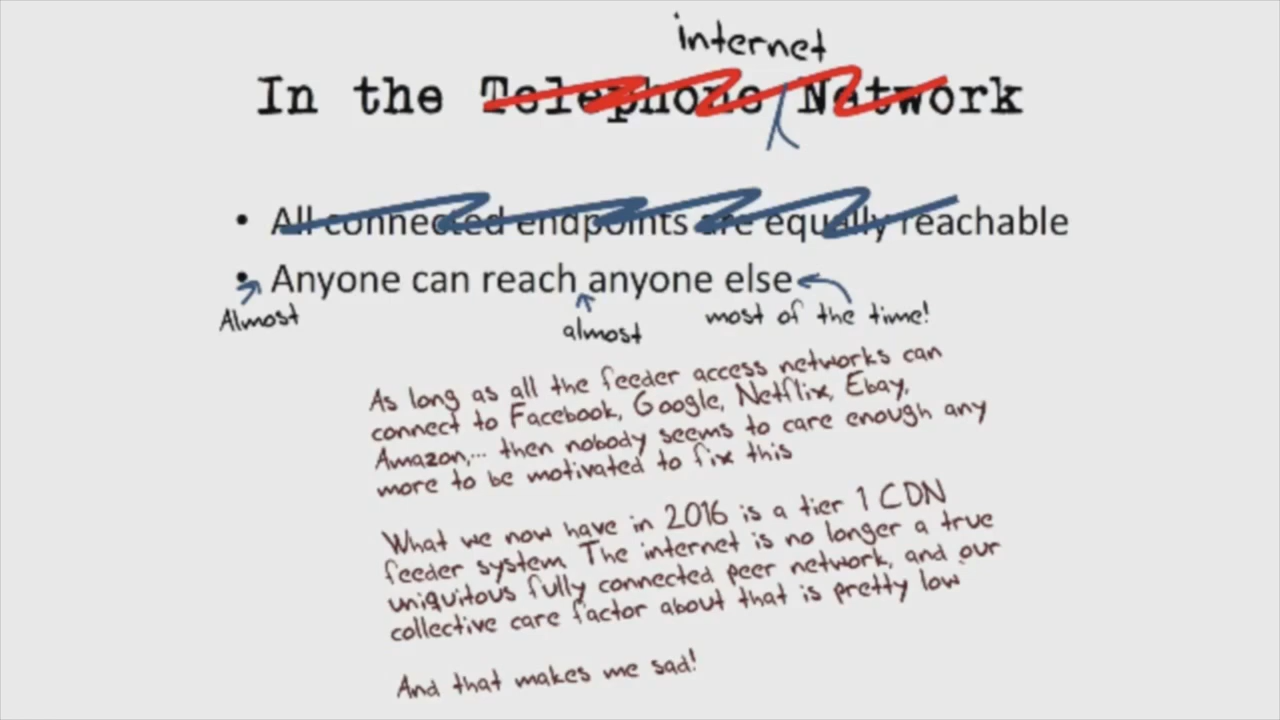 internet
In the Telephone Network
• All connected endpoints are equally reachable
• Anyone can reach anyone else
Almost
almost
most of the time!
As long as all the feeder access networks can
connect to Facebook, Google, Netflix, Ebay,
Amazon,... then nobody seems to care enough any
more to be motivated to fix this
What we now have in 2016 is a tier 1 CDN
feeder system. The internet is no longer a true
uniquitous fully connected peer network, and our
collective care factor about that is pretty low
And that makes me sad!